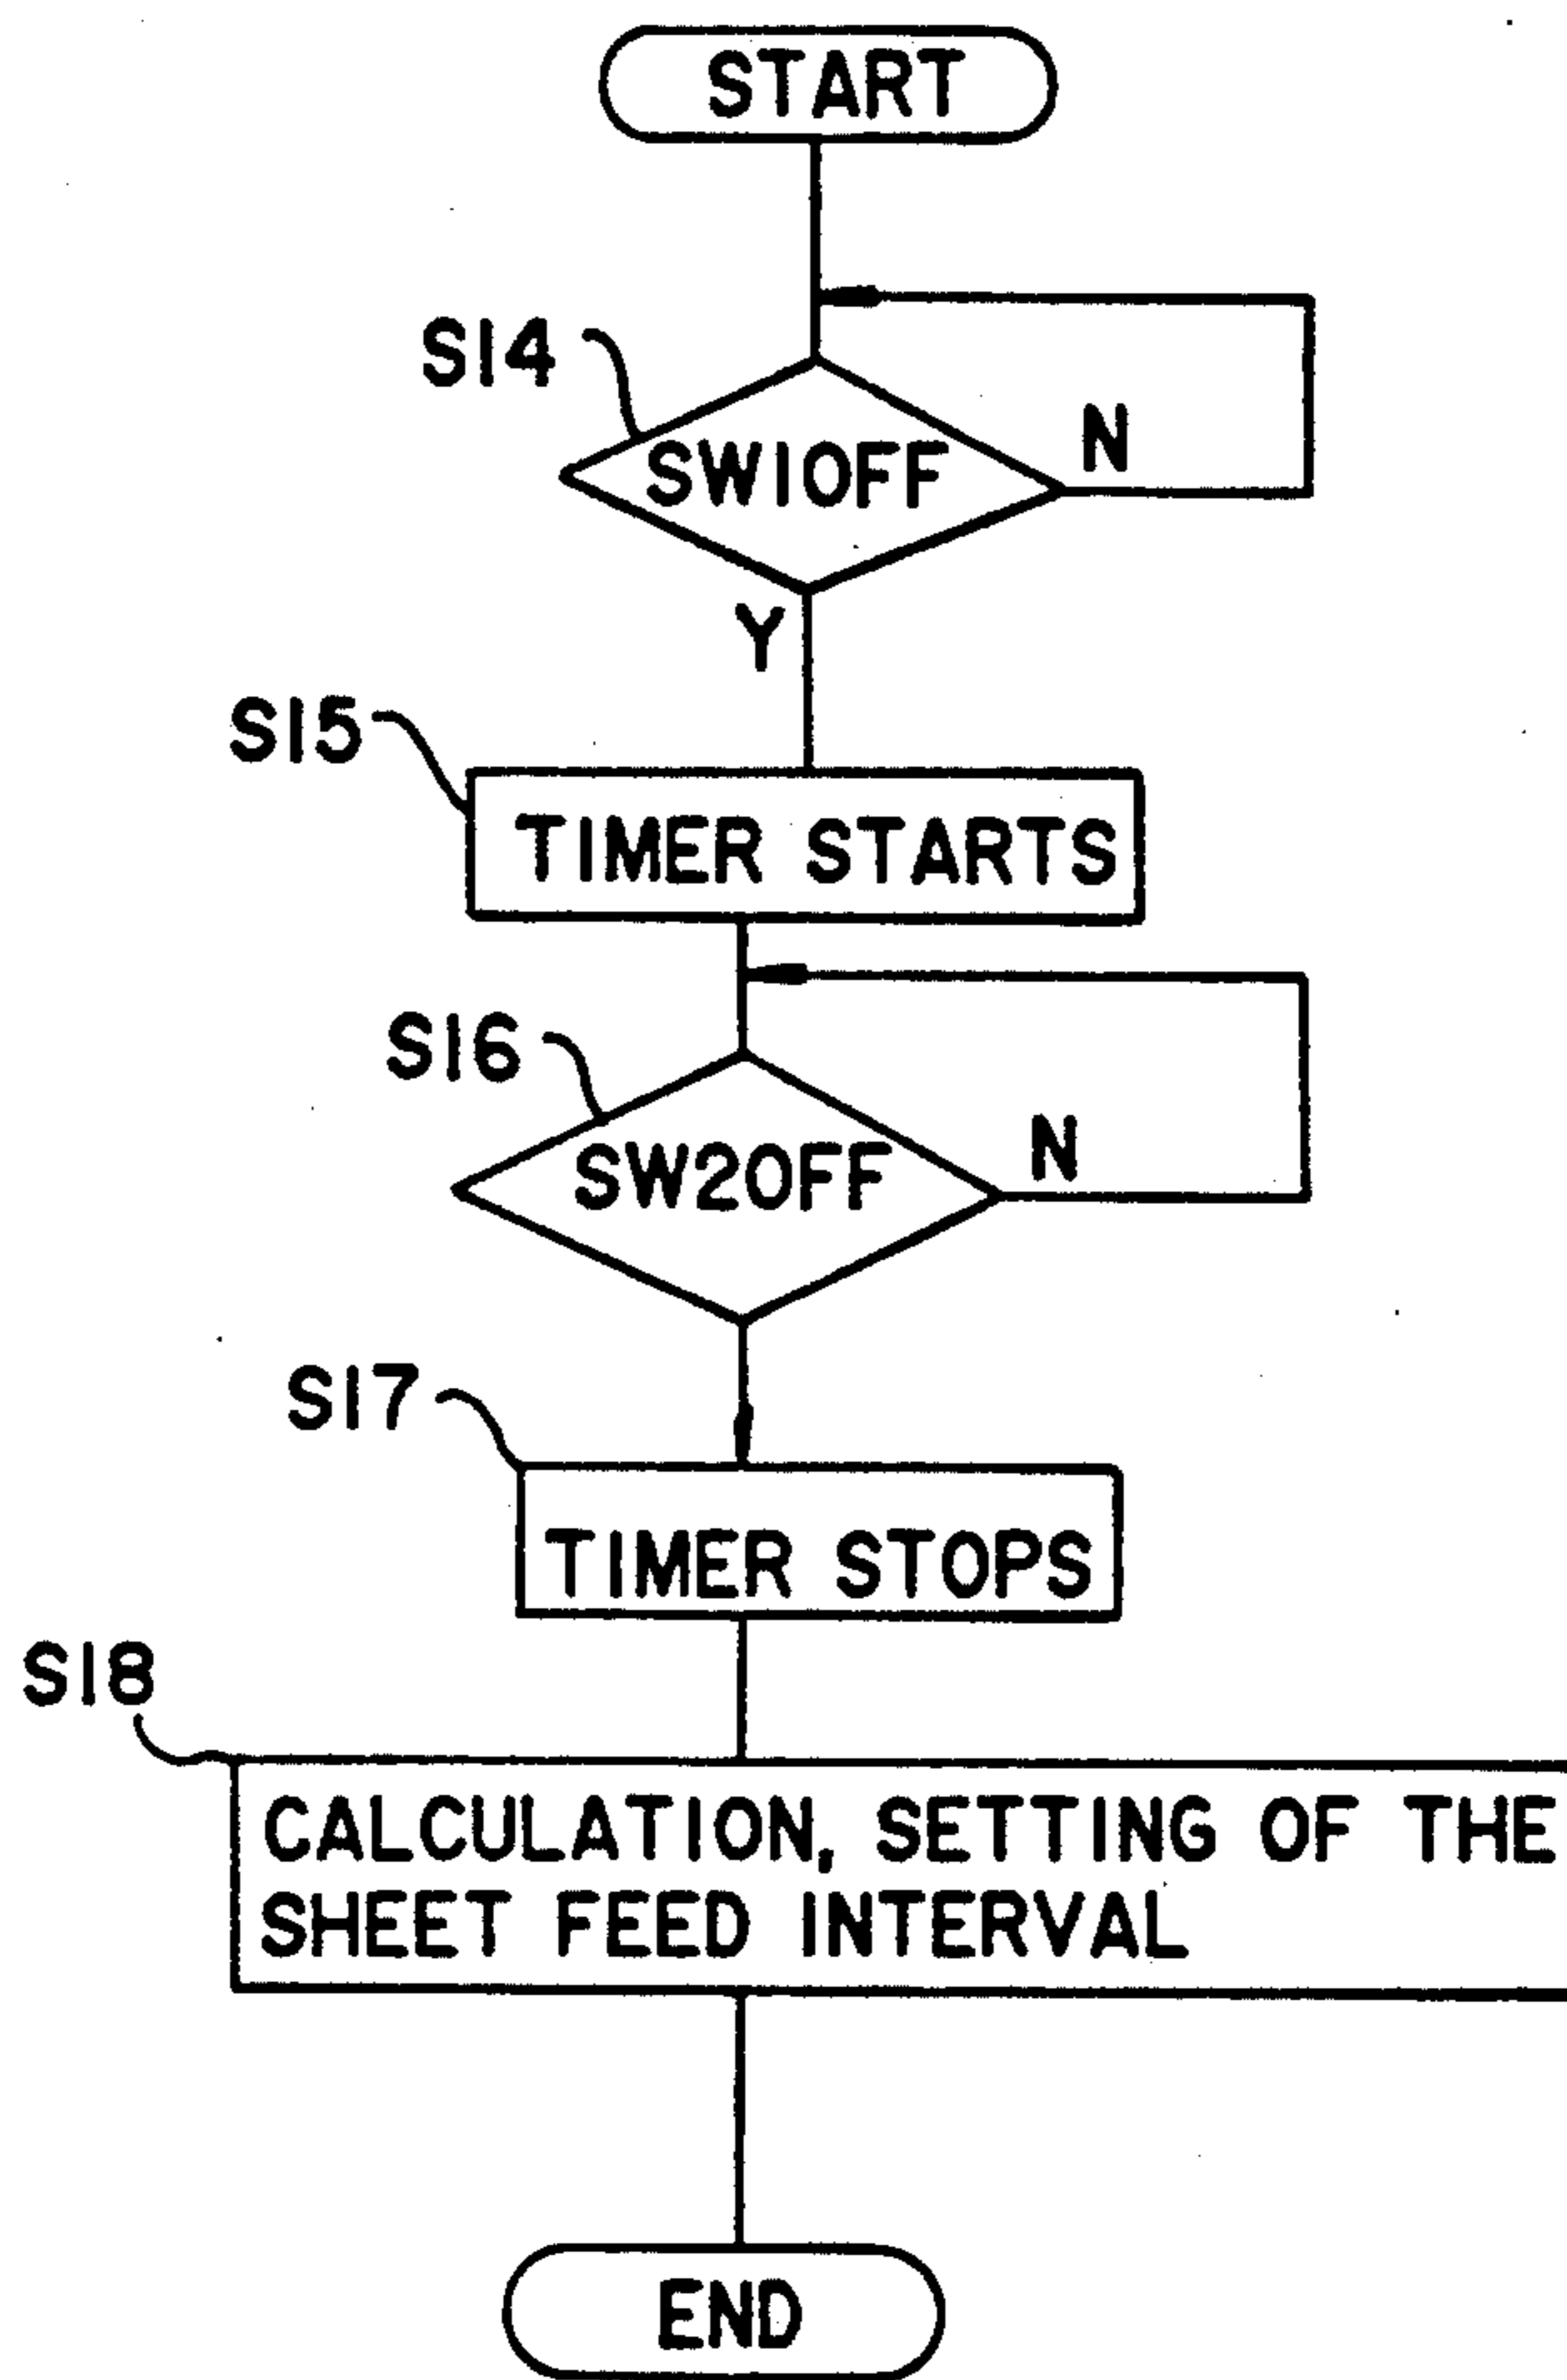 START
S14
SW1OFF
N
Y
S15
TIMER STARTS
S16
SW2OFF
N
S17
TIMER STOPS
S18
CALCULATION, SETTING OF THE
SHEET FEED INTERVAL
END